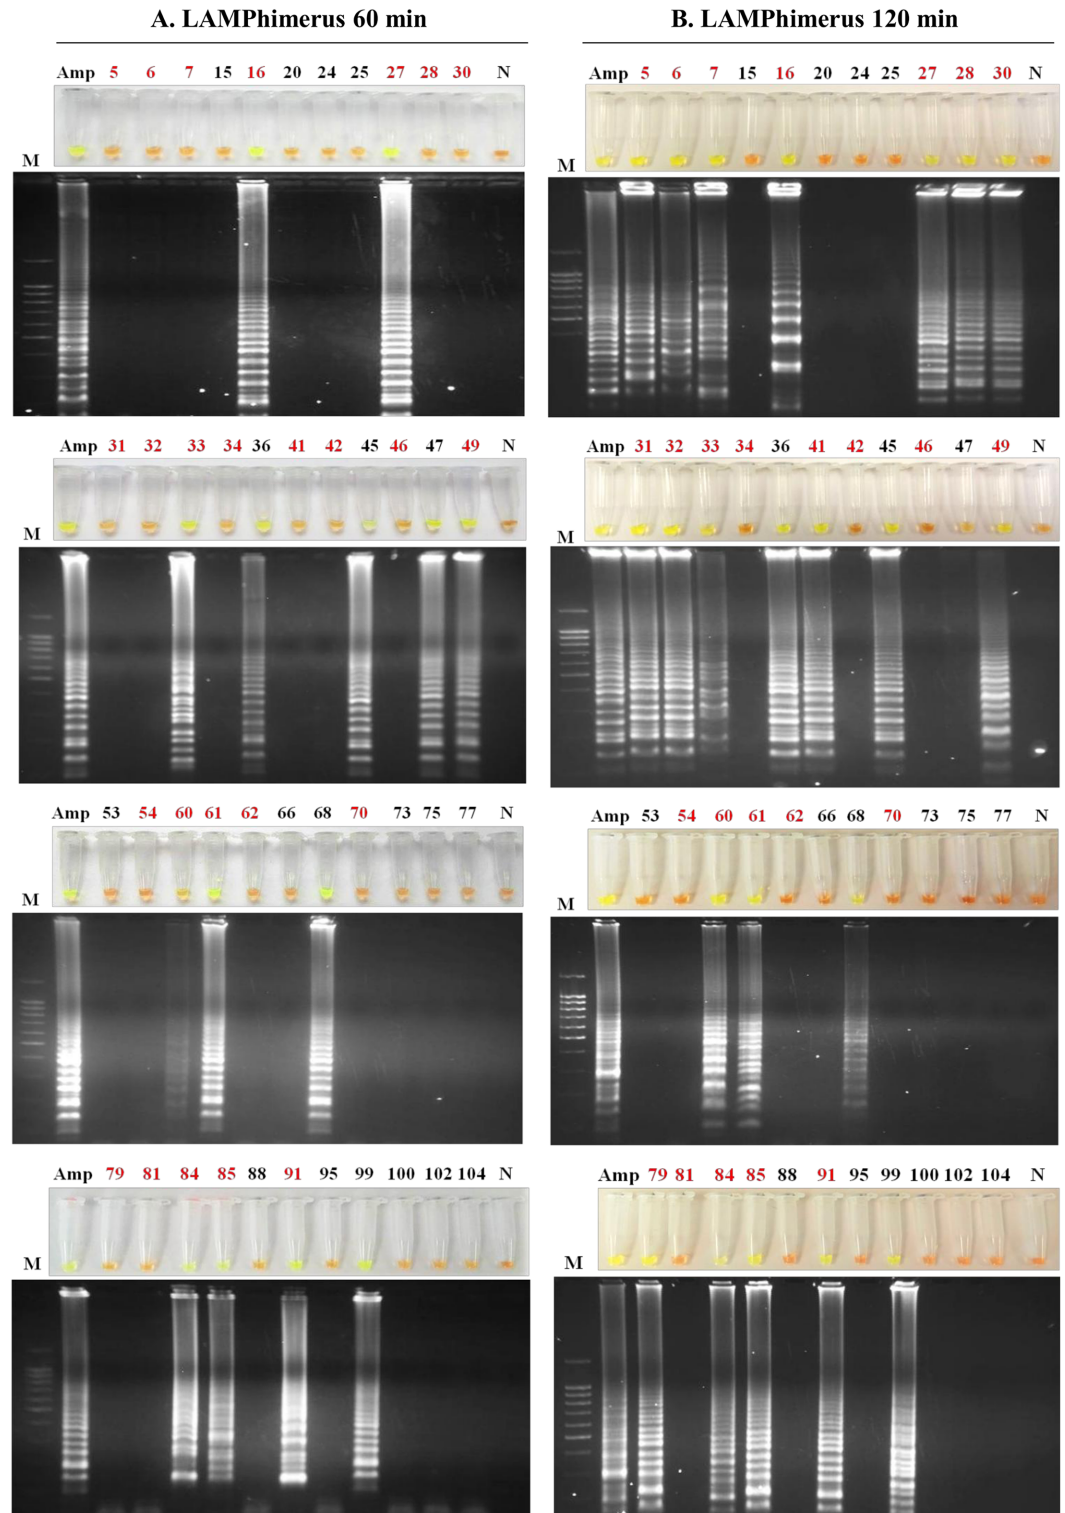 A. LAMPhimerus 60 min
Amp 5 6 7 15 16 20 24 25 27 28 30 N
M
Amp 31 32 33 34 36 41 42 45 46 47 49 N
M
Amp 53 54 60 61 62 66 68 70 73 75 77 N
M
Amp 79 81 84 85 88 91 95 99 100 102 104 N
M
B. LAMPhimerus 120 min
Amp 5 6 7 15 16 20 24 25 27 28 30 N
M
Amp 31 32 33 34 36 41 42 45 46 47 49 N
M
Amp 53 54 60 61 62 66 68 70 73 75 77 N
M
Amp 79 81 84 85 88 91 95 99 100 102 104 N
M